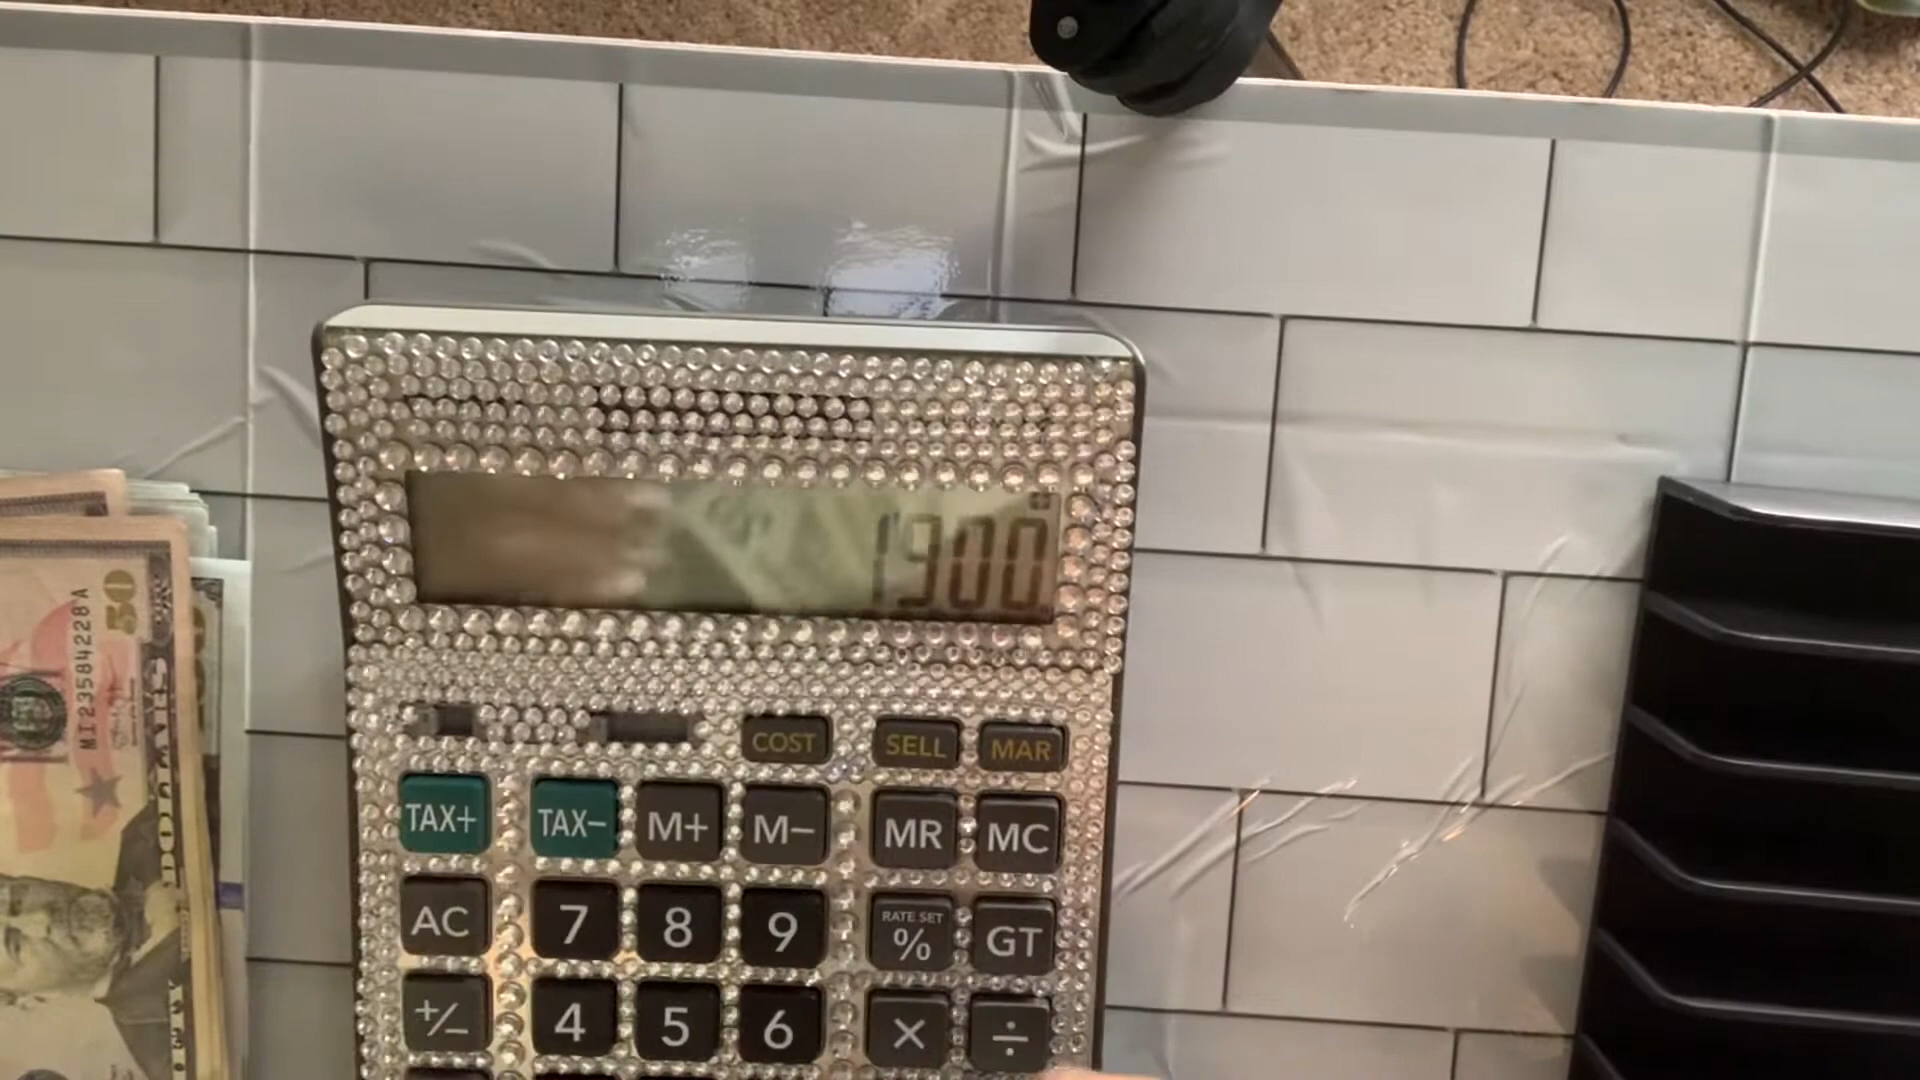 1900
COST SELL MAR
TAX+ TAX− M+ M− MR MC
AC 7 8 9 RATE SET % GT
+/− 4 5 6 × ÷
50
MI23584228A